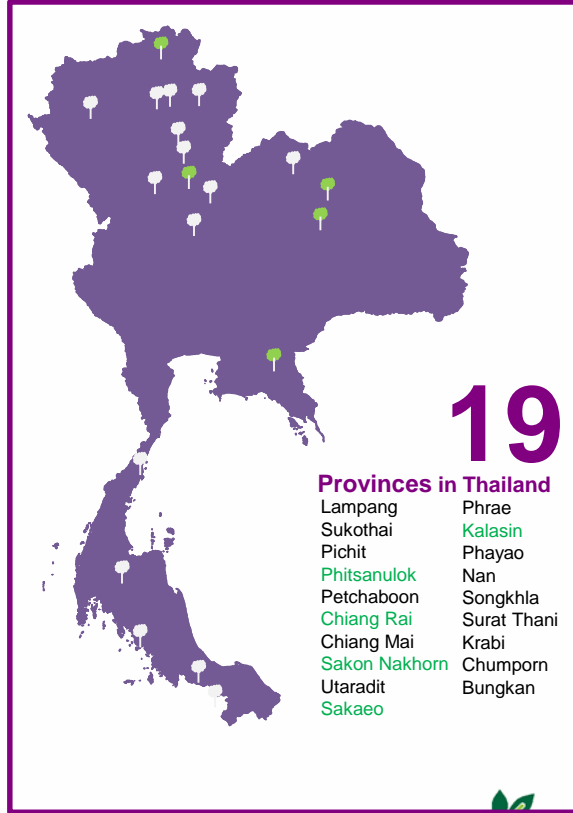 19
Provinces in Thailand
Lampang
Sukothai
Pichit
Phitsanulok
Petchaboon
Chiang Rai
Chiang Mai
Sakon Nakhorn
Utaradit
Sakaeo
Phrae
Kalasin
Phayao
Nan
Songkhla
Surat Thani
Krabi
Chumporn
Bungkan